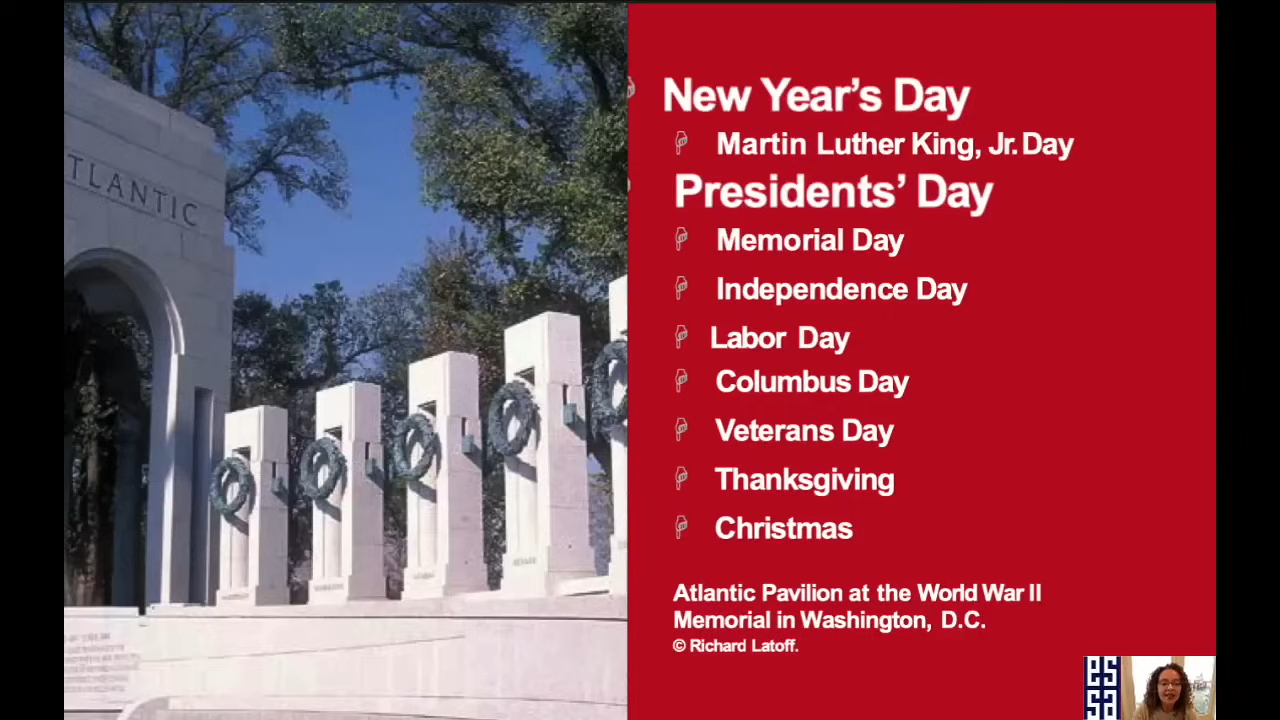 TLANTIC
New Year's Day
Martin Luther King, Jr. Day
Presidents' Day
Memorial Day
Independence Day
Labor Day
Columbus Day
Veterans Day
Thanksgiving
Christmas
Atlantic Pavilion at the World War II
Memorial in Washington, D.C.
© Richard Latoff.